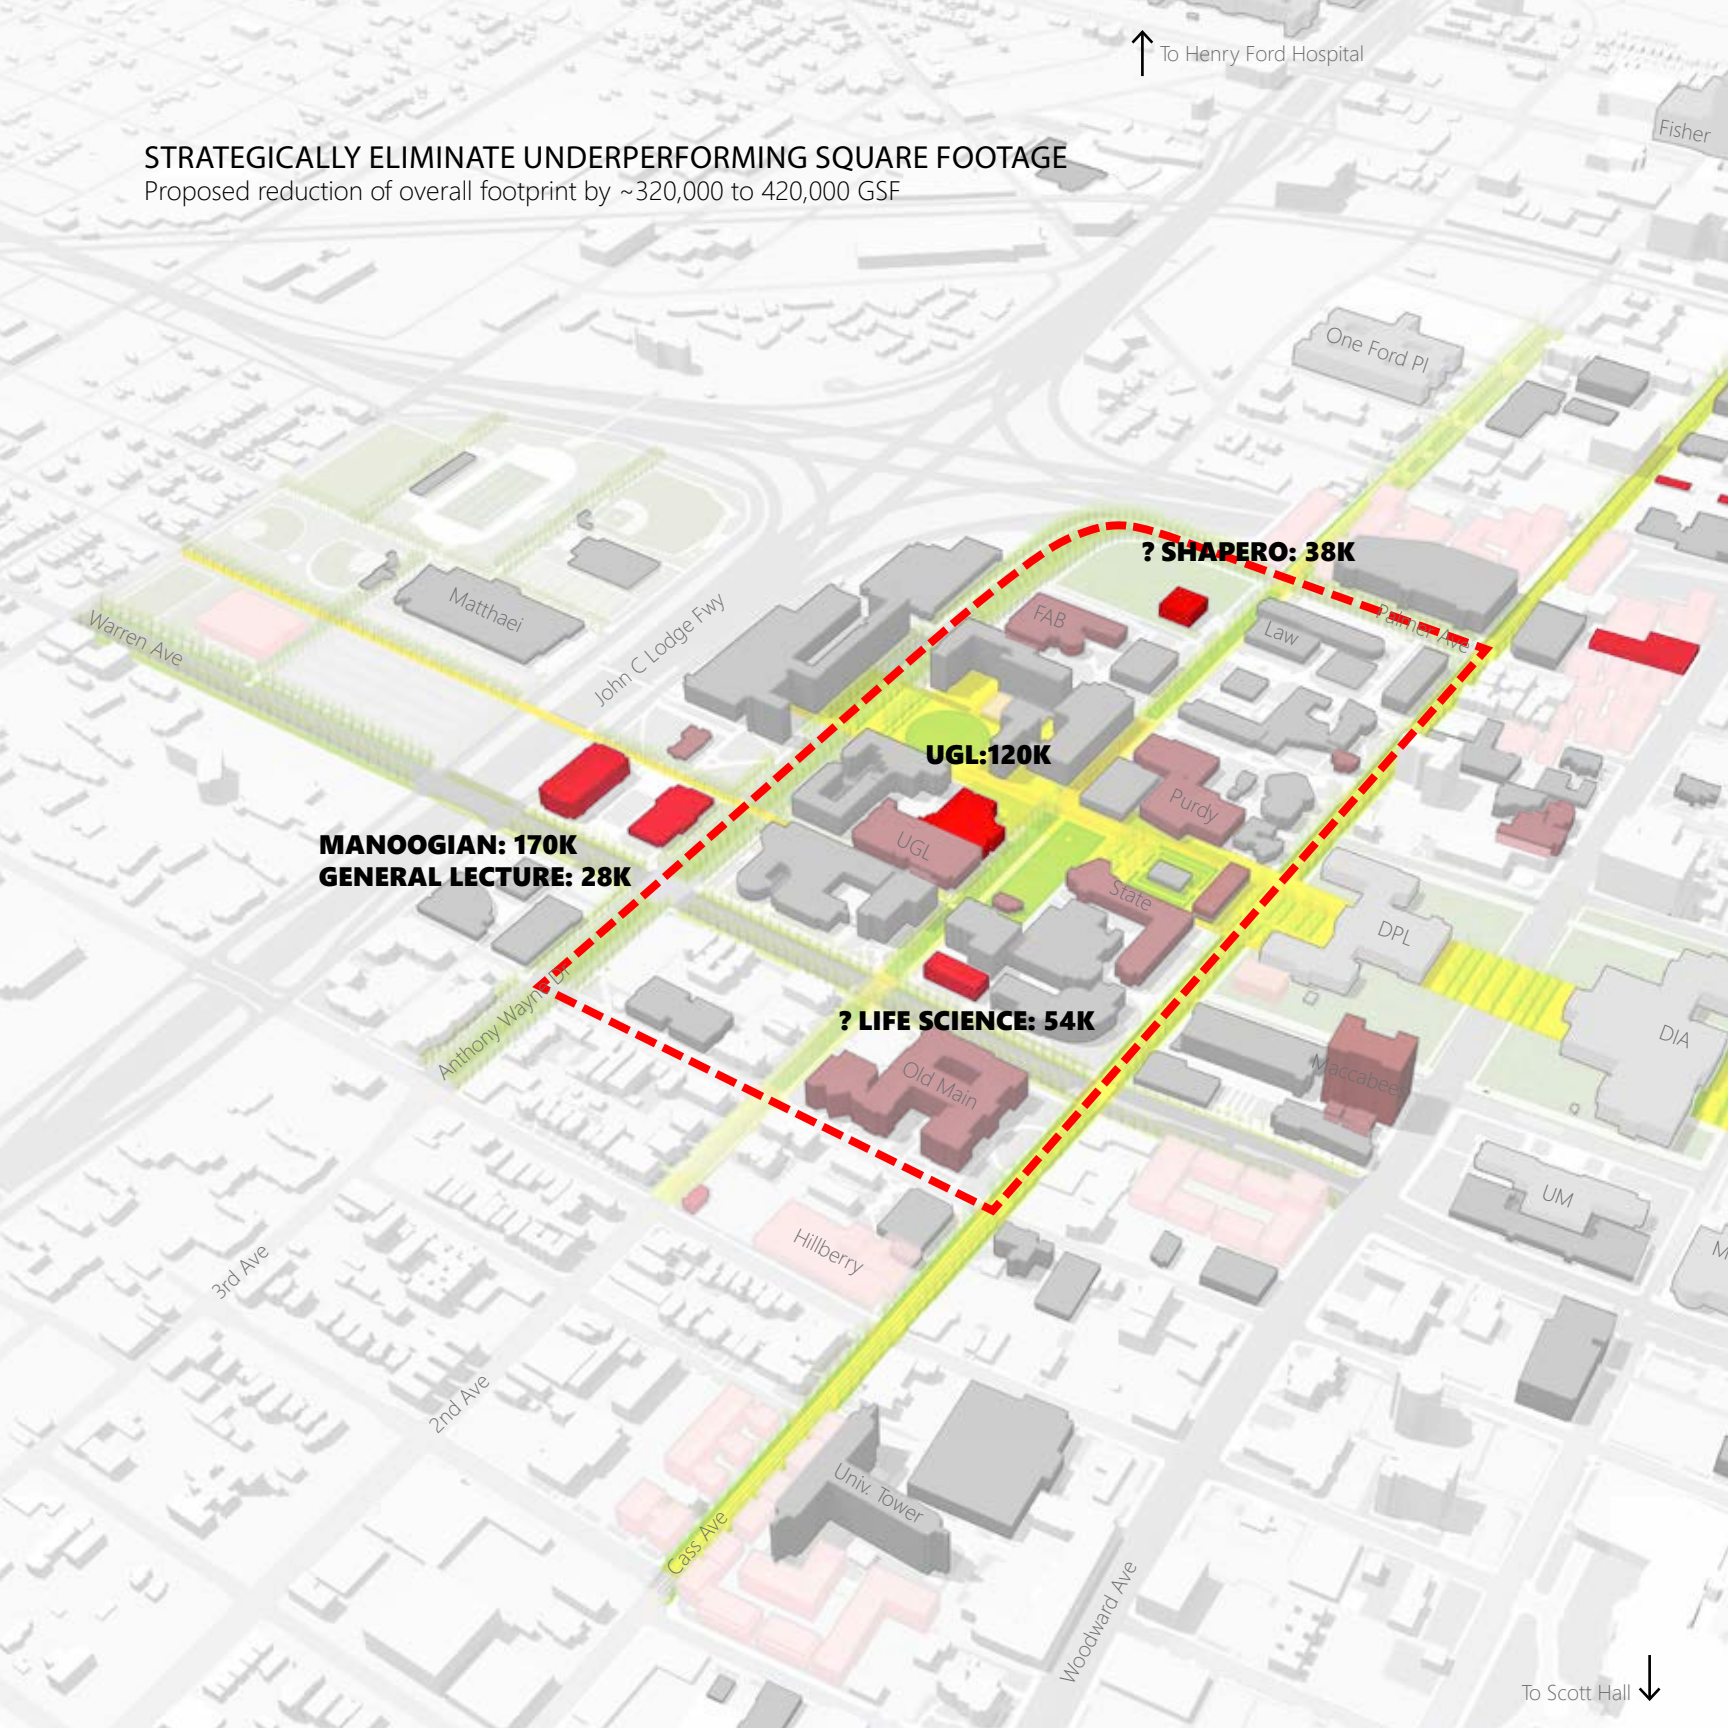 To Henry Ford Hospital
Fisher
STRATEGICALLY ELIMINATE UNDERPERFORMING SQUARE FOOTAGE
Proposed reduction of overall footprint by ~320,000 to 420,000 GSF
One Ford Pl
? SHAPERO: 38K
Matthaei
FAB
Law
Palmer Ave
Warren Ave
John C Lodge Fwy
UGL:120K
Purdy
MANOOGIAN: 170K
GENERAL LECTURE: 28K
UGL
State
DPL
Anthony Wayne Dr
? LIFE SCIENCE: 54K
DIA
Old Main
Maccabees
UM
M
Hillberry
3rd Ave
2nd Ave
Univ. Tower
Cass Ave
Woodward Ave
To Scott Hall